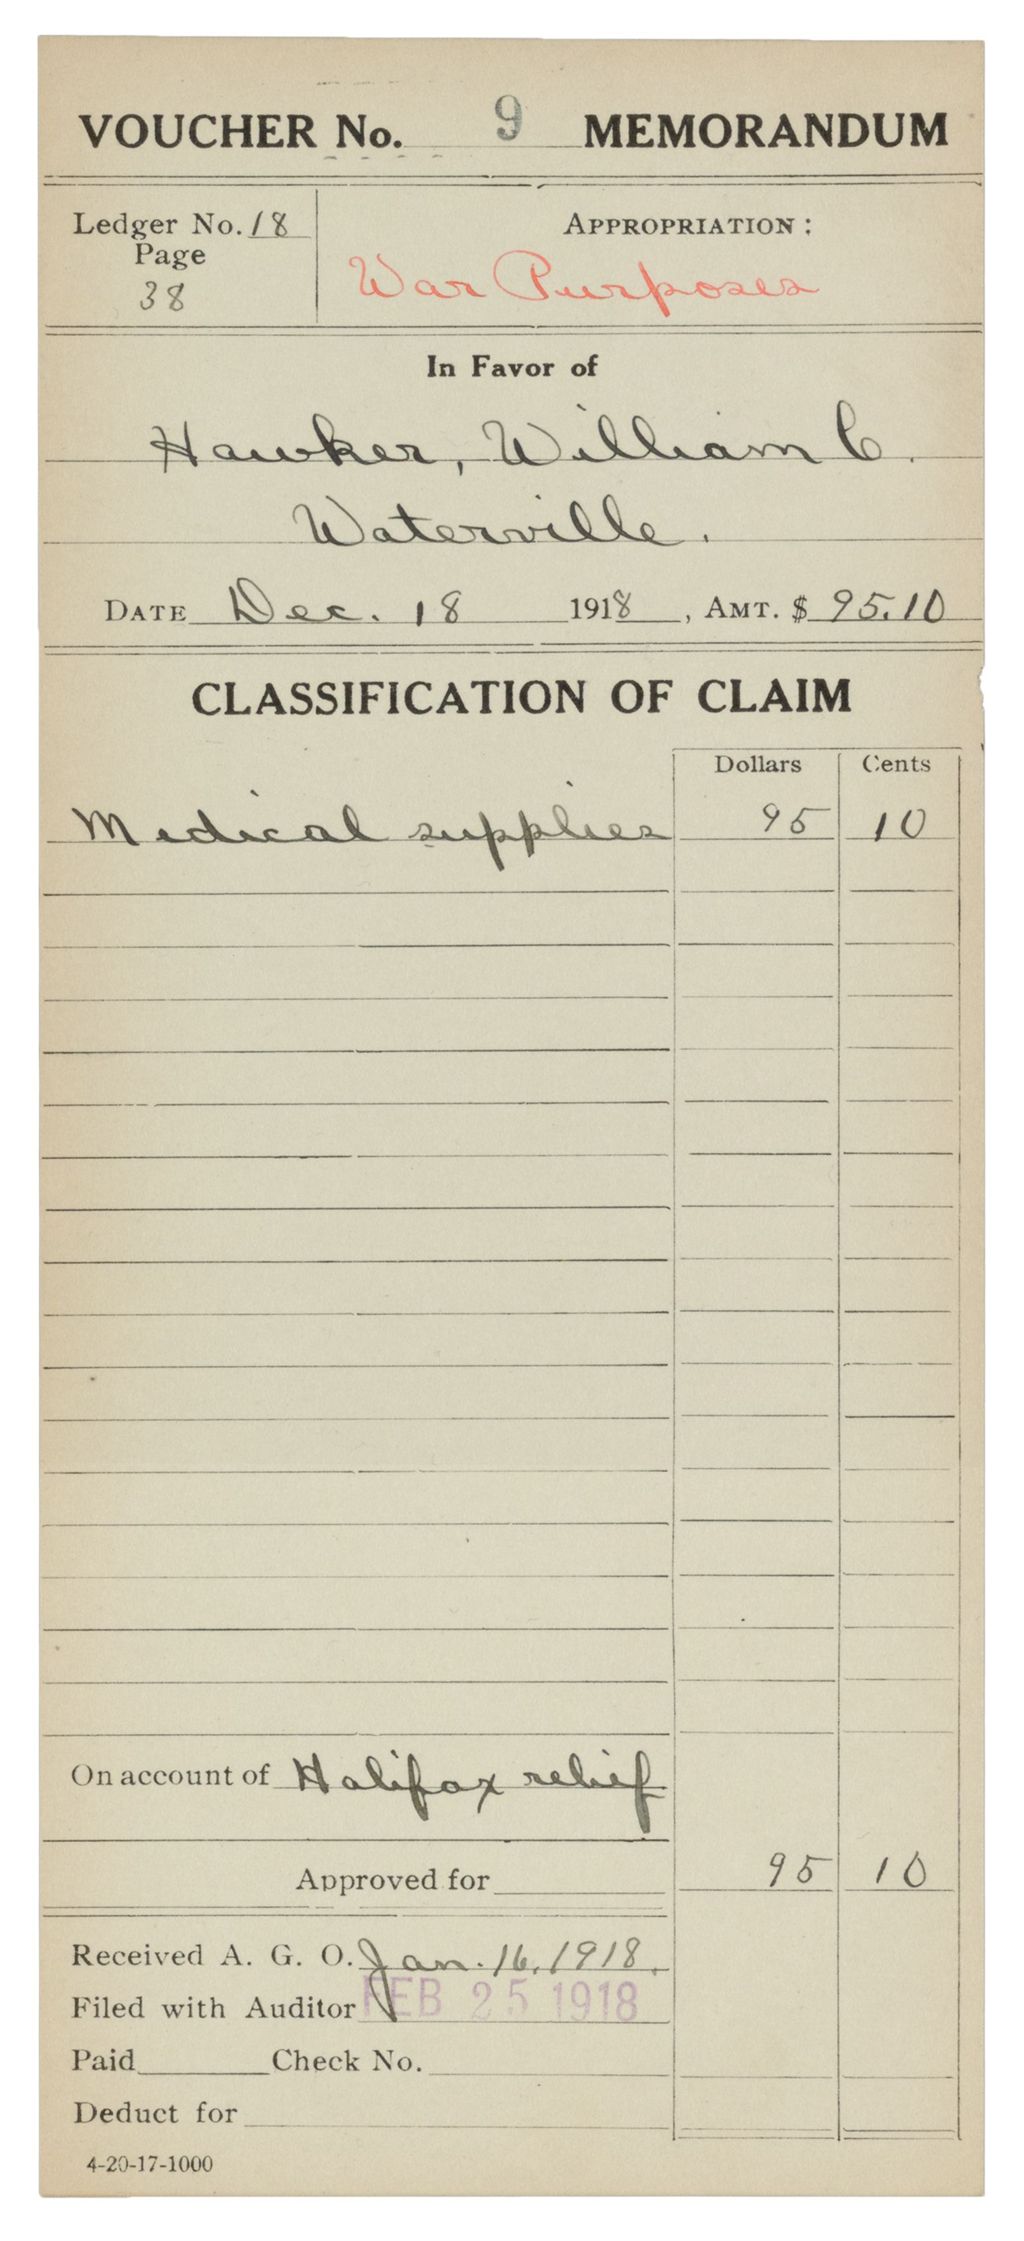 VOUCHER No. 9 MEMORANDUM
Ledger No. 18
Page
38
APPROPRIATION:
War Purposes
In Favor of
Hawker, William C.
Waterville.
DATE Dec. 18 1918, AMT. $ 95.10
CLASSIFICATION OF CLAIM
Dollars Cents
Medical supplies 95 10
On account of Halifax relief
Approved for 95 10
Received A. G. O. Jan. 16, 1918.
Filed with Auditor FEB 25 1918
Paid Check No.
Deduct for
4-20-17-1000